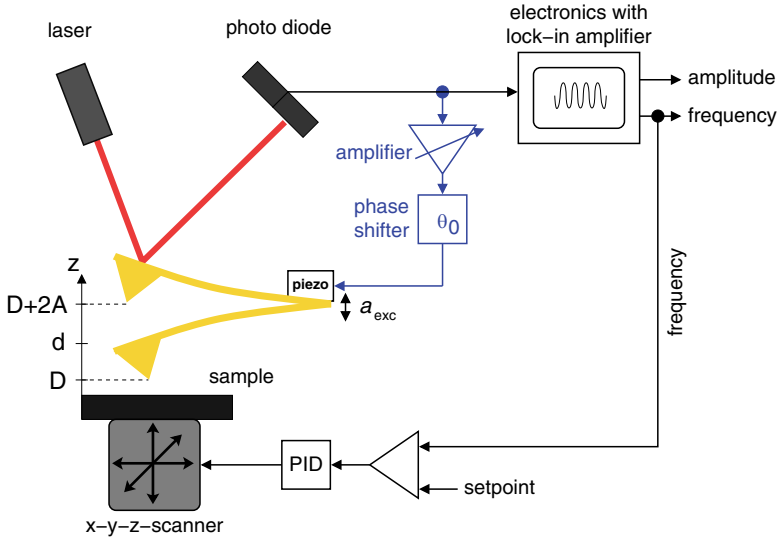 laser
photo diode
electronics with
lock−in amplifier
amplitude
frequency
amplifier
phase
shifter
θ0
z
piezo
D+2A
aexc
d
D
frequency
sample
PID
setpoint
x−y−z−scanner